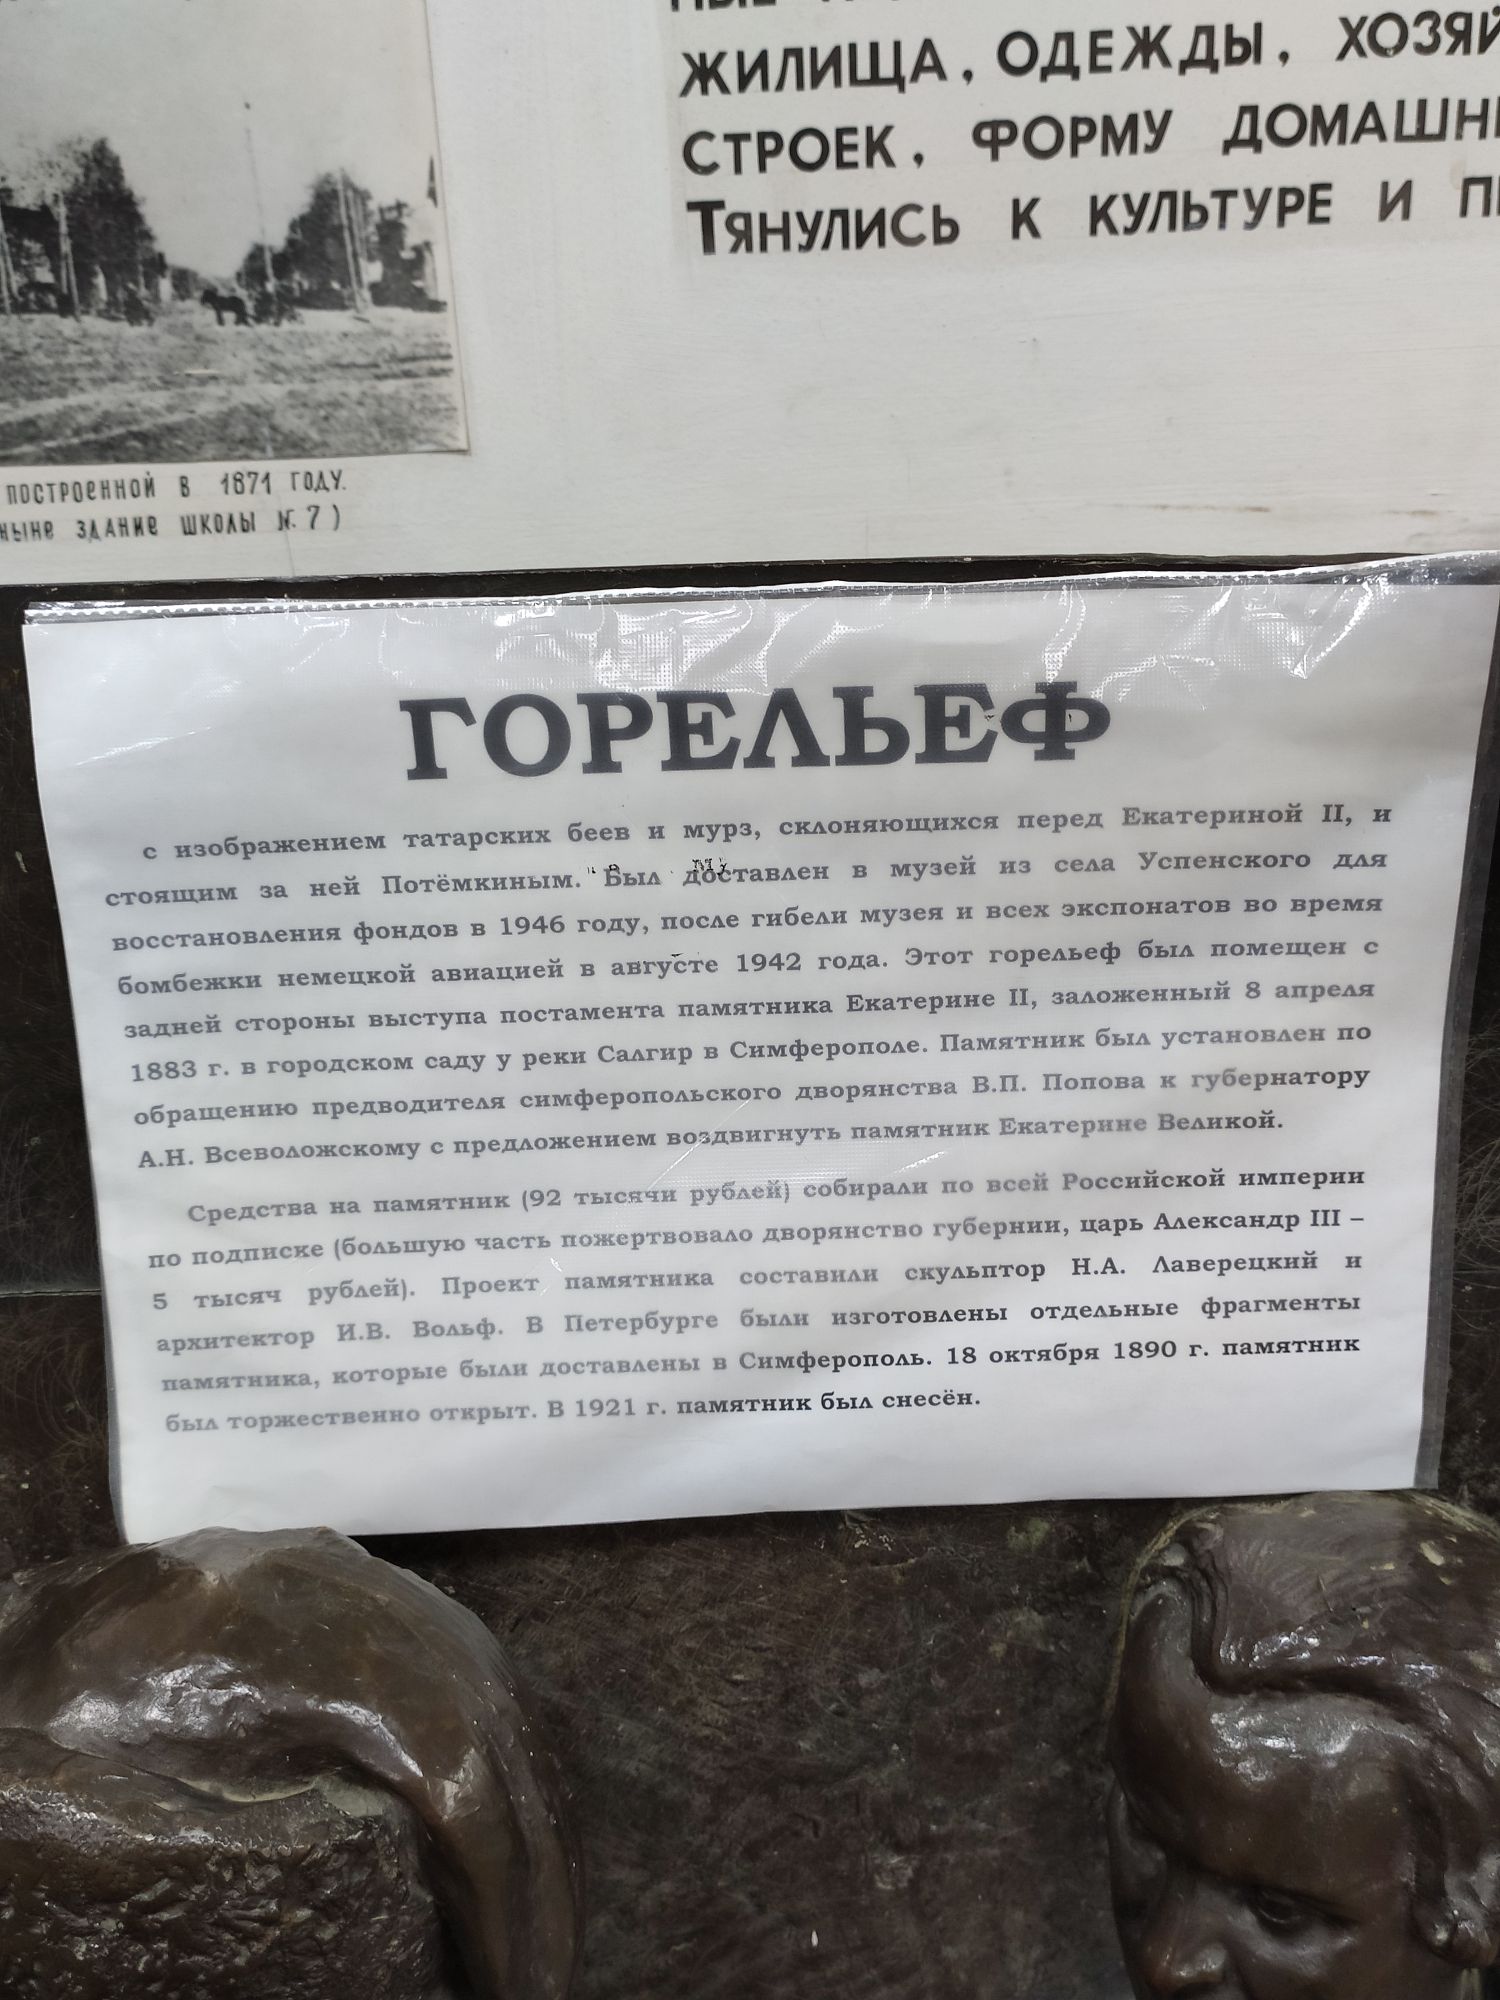 ЖИЛИЩА, ОДЕЖДЫ, ХОЗЯЙ
СТРОЕК, ФОРМУ ДОМАШН
ТЯНУЛИСЬ К КУЛЬТУРЕ И
ПОСТРОЕННОЙ В 1871 ГОДУ.
НЫНЕ ЗДАНИЕ ШКОЛЫ №. 7)
ГОРЕЛЬЕФ
с изображением татарских беев и мурз, склоняющихся перед Екатериной II, и
стоящим за ней Потёмкиным. Был доставлен в музей из села Успенского для
восстановления фондов в 1946 году, после гибели музея и всех экспонатов во время
бомбежки немецкой авиацией в августе 1942 года. Этот горельеф был помещен с
задней стороны выступа постамента памятника Екатерине II, заложенный 8 апреля
1883 г. в городском саду у реки Салгир в Симферополе. Памятник был установлен по
обращению предводителя симферопольского дворянства В.П. Попова к губернатору
А.Н. Всеволожскому с предложением воздвигнуть памятник Екатерине Великой.
Средства на памятник (92 тысячи рублей) собирали по всей Российской империи
по подписке (большую часть пожертвовало дворянство губернии, царь Александр III –
5 тысяч рублей). Проект памятника составили скульптор Н.А. Лаверецкий и
архитектор И.В. Вольф. В Петербурге были изготовлены отдельные фрагменты
памятника, которые были доставлены в Симферополь. 18 октября 1890 г. памятник
был торжественно открыт. В 1921 г. памятник был снесён.